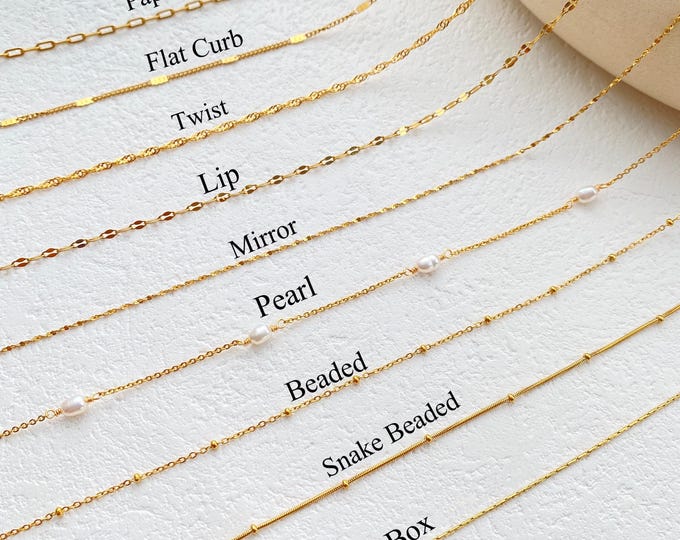 Flat Curb
Twist
Lip
Mirror
Pearl
Beaded
Snake Beaded
Box